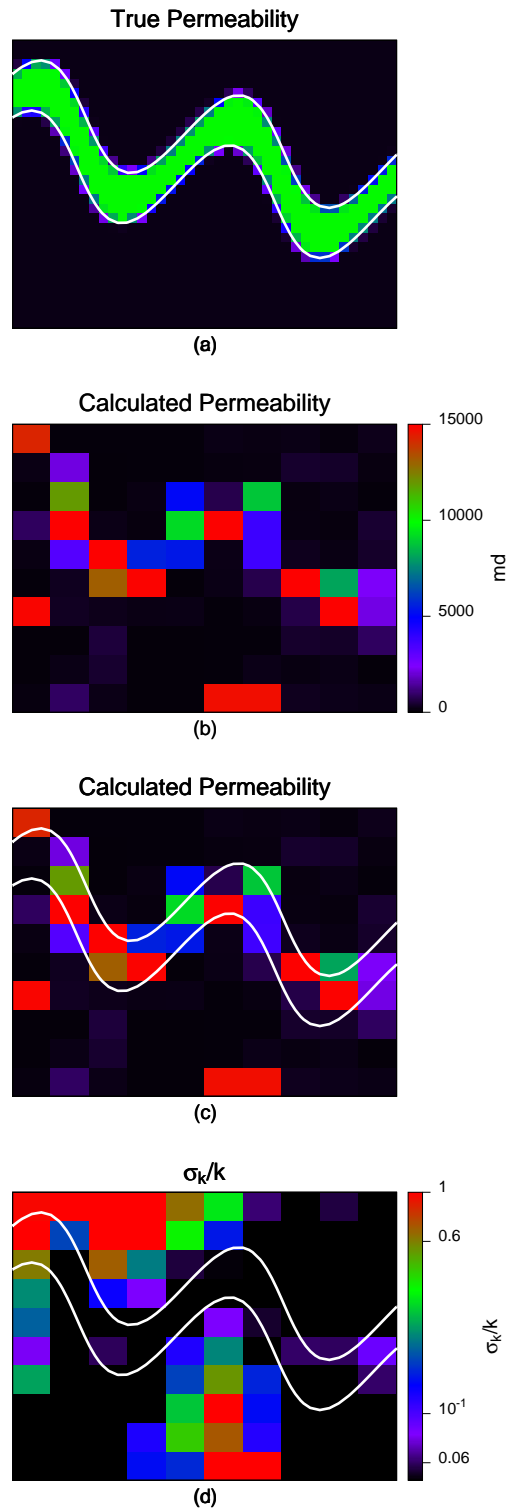 True Permeability
(a)
Calculated Permeability
15000
10000
5000
0
md
(b)
Calculated Permeability
(c)
σk/k
1
0.6
10-1
0.06
σk/k
(d)